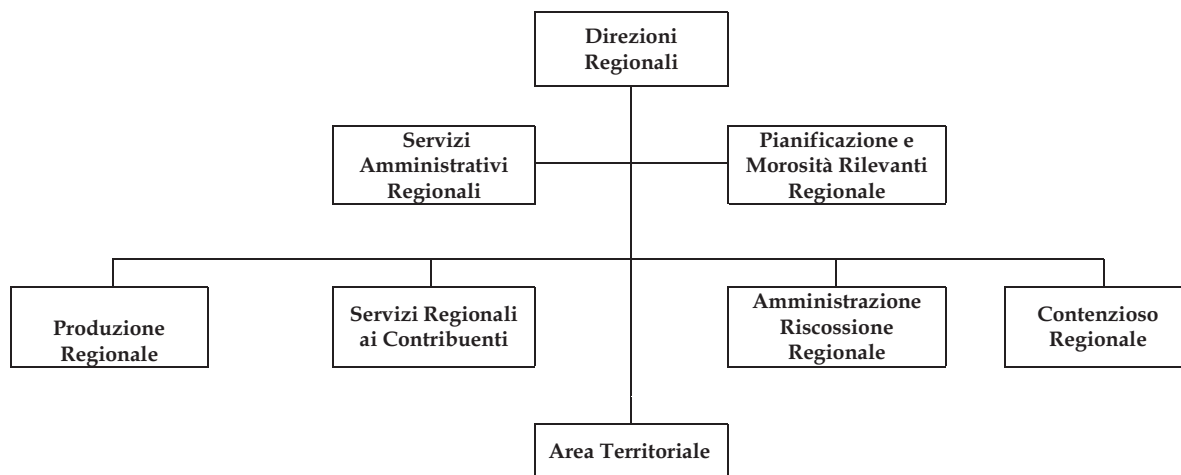 Direzioni
Regionali
Servizi
Amministrativi
Regionali
Pianificazione e
Morosità Rilevanti
Regionale
Produzione
Regionale
Servizi Regionali
ai Contribuenti
Amministrazione
Riscossione
Regionale
Contenzioso
Regionale
Area Territoriale